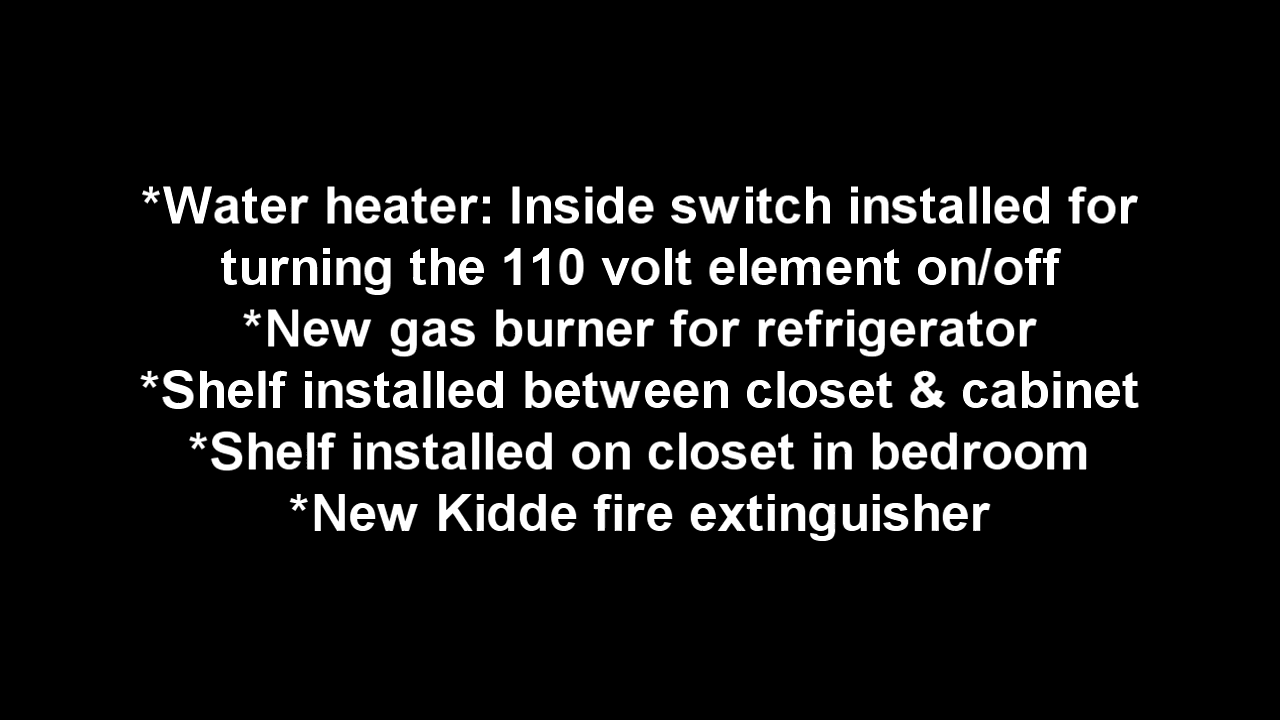 *Water heater: Inside switch installed for
turning the 110 volt element on/off
*New gas burner for refrigerator
*Shelf installed between closet & cabinet
*Shelf installed on closet in bedroom
*New Kidde fire extinguisher